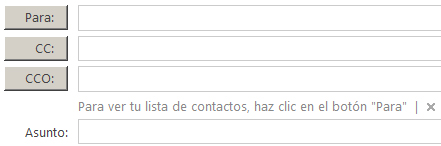 Para:
CC:
CCO:
Para ver tu lista de contactos, haz clic en el botón "Para" | ×
Asunto: